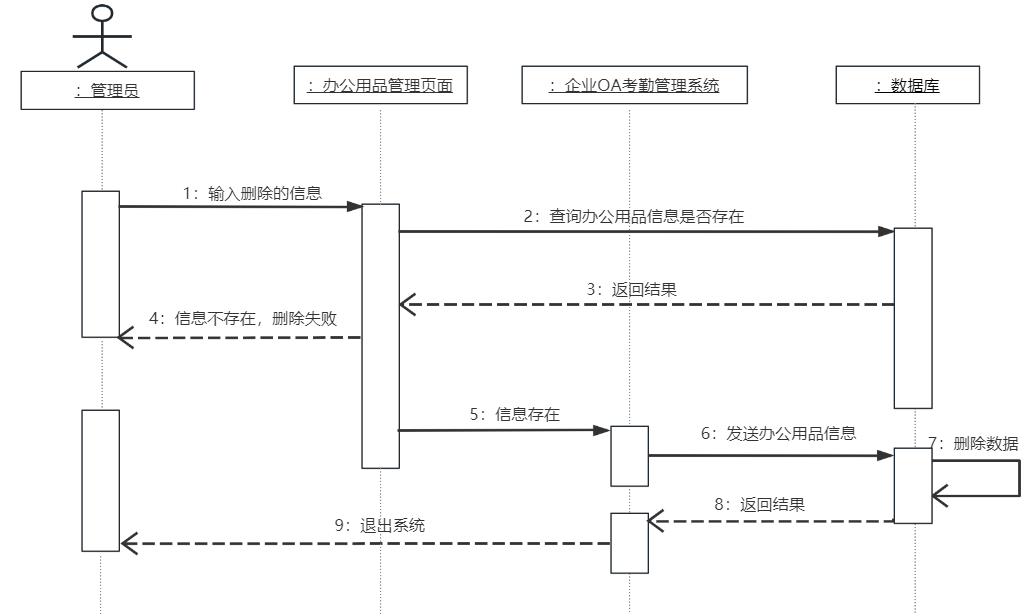 ：管理员
：办公用品管理页面
：企业OA考勤管理系统
：数据库
1：输入删除的信息
2：查询办公用品信息是否存在
3：返回结果
4：信息不存在，删除失败
5：信息存在
6：发送办公用品信息
7：删除数据
8：返回结果
9：退出系统